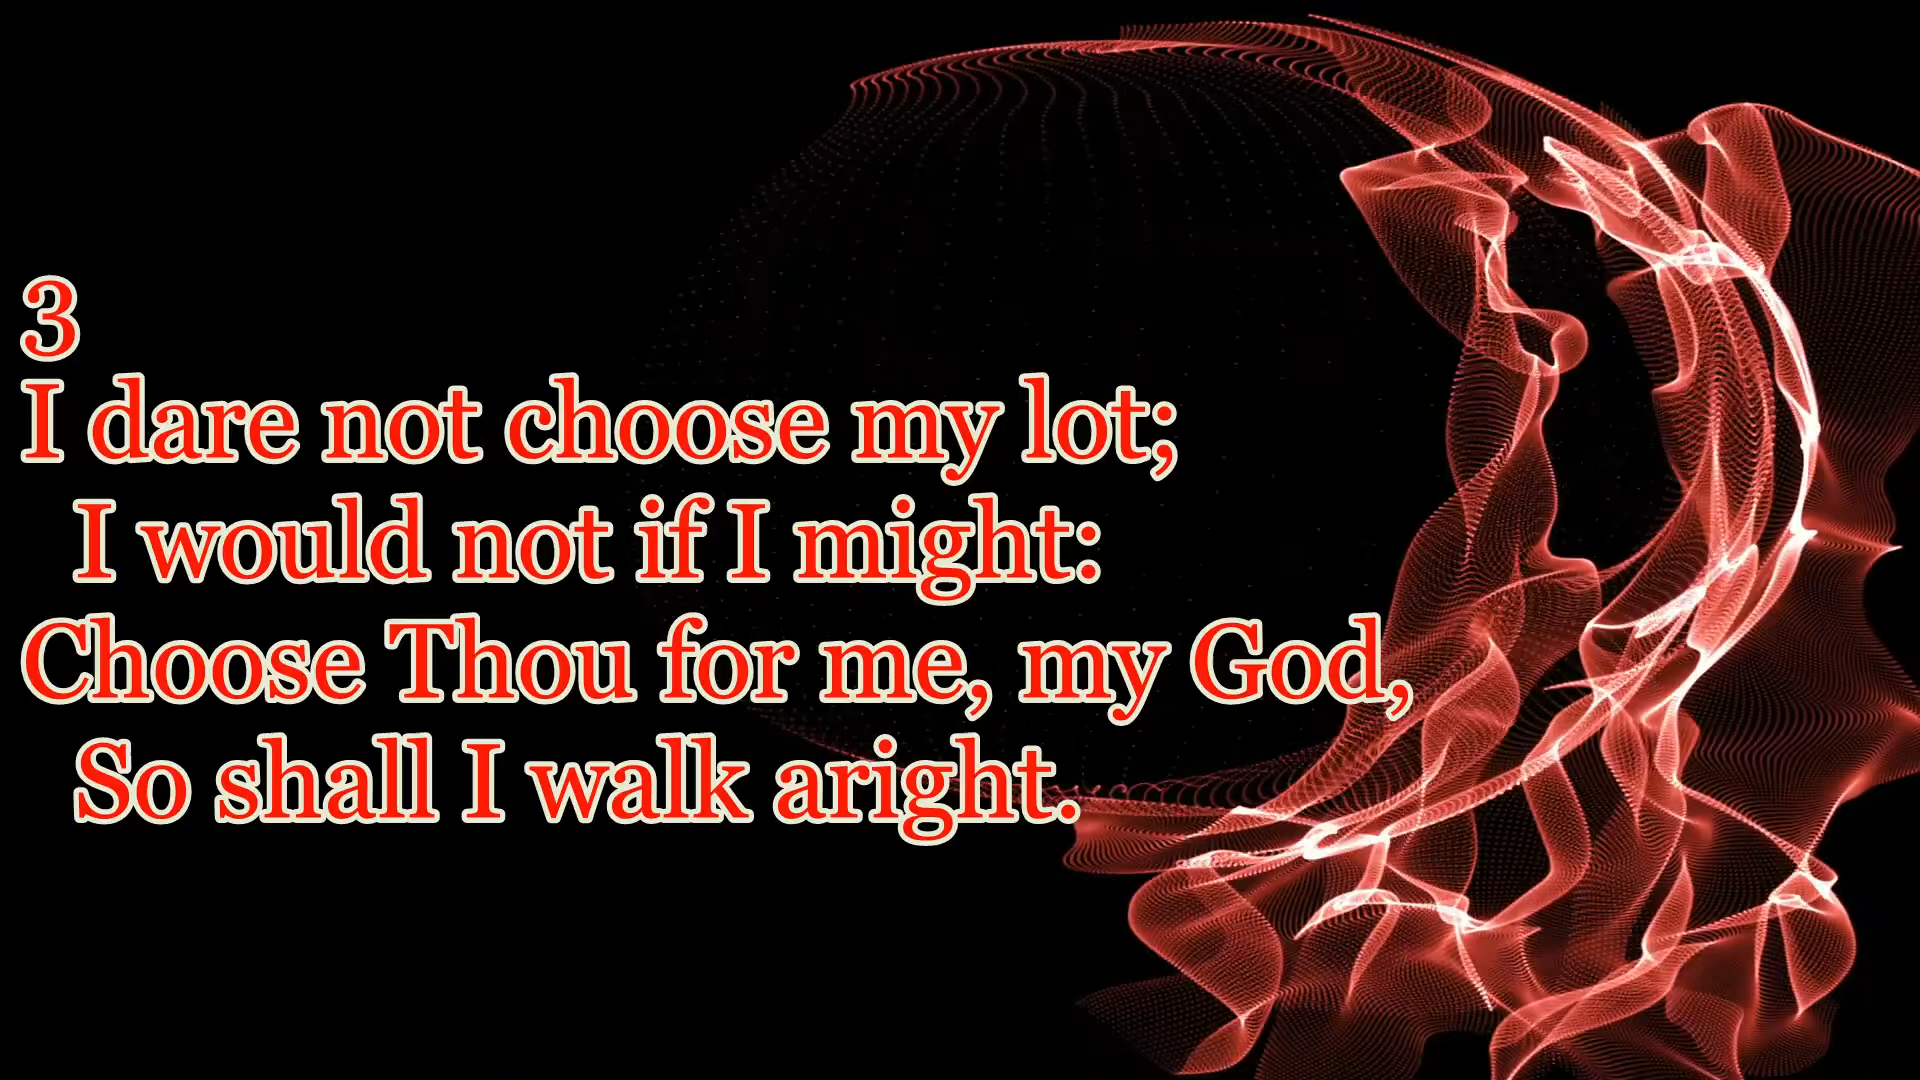 3
I dare not choose my lot;
I would not if I might:
Choose Thou for me, my God,
So shall I walk aright.